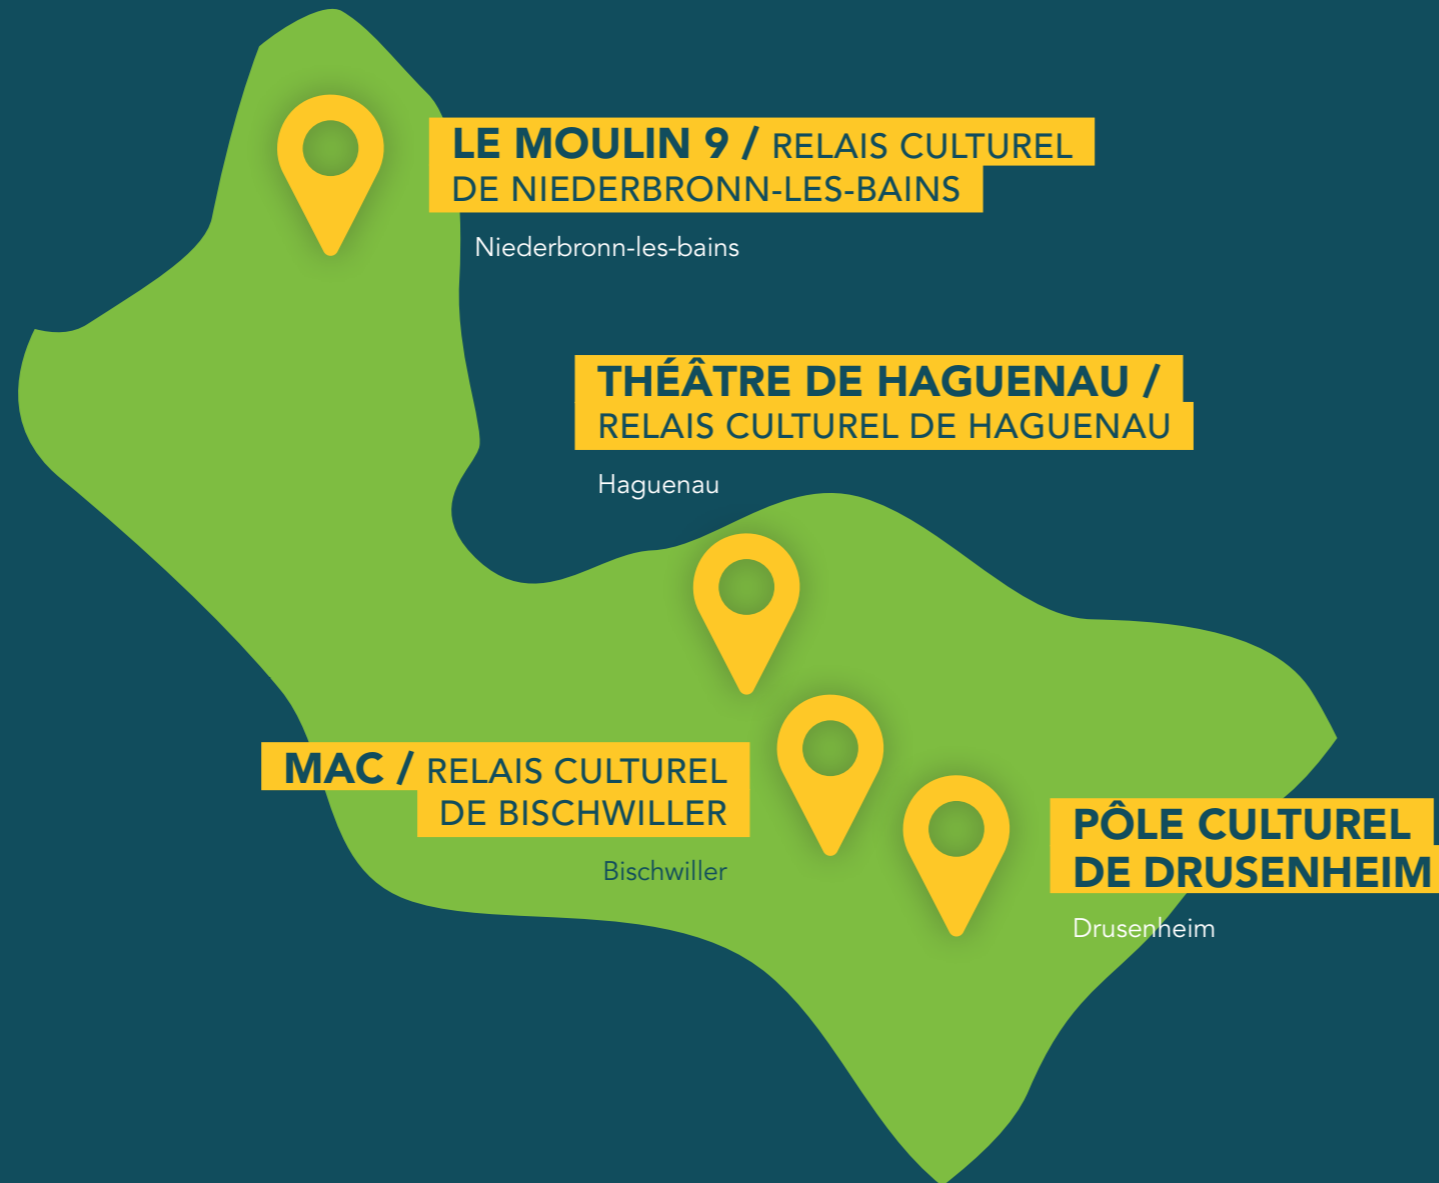 LE MOULIN 9 / RELAIS CULTUREL
DE NIEDERBRONN-LES-BAINS
Niederbronn-les-bains
THÉÂTRE DE HAGUENAU /
RELAIS CULTUREL DE HAGUENAU
Haguenau
MAC / RELAIS CULTUREL
DE BISCHWILLER
Bischwiller
PÔLE CULTUREL
DE DRUSENHEIM
Drusenheim